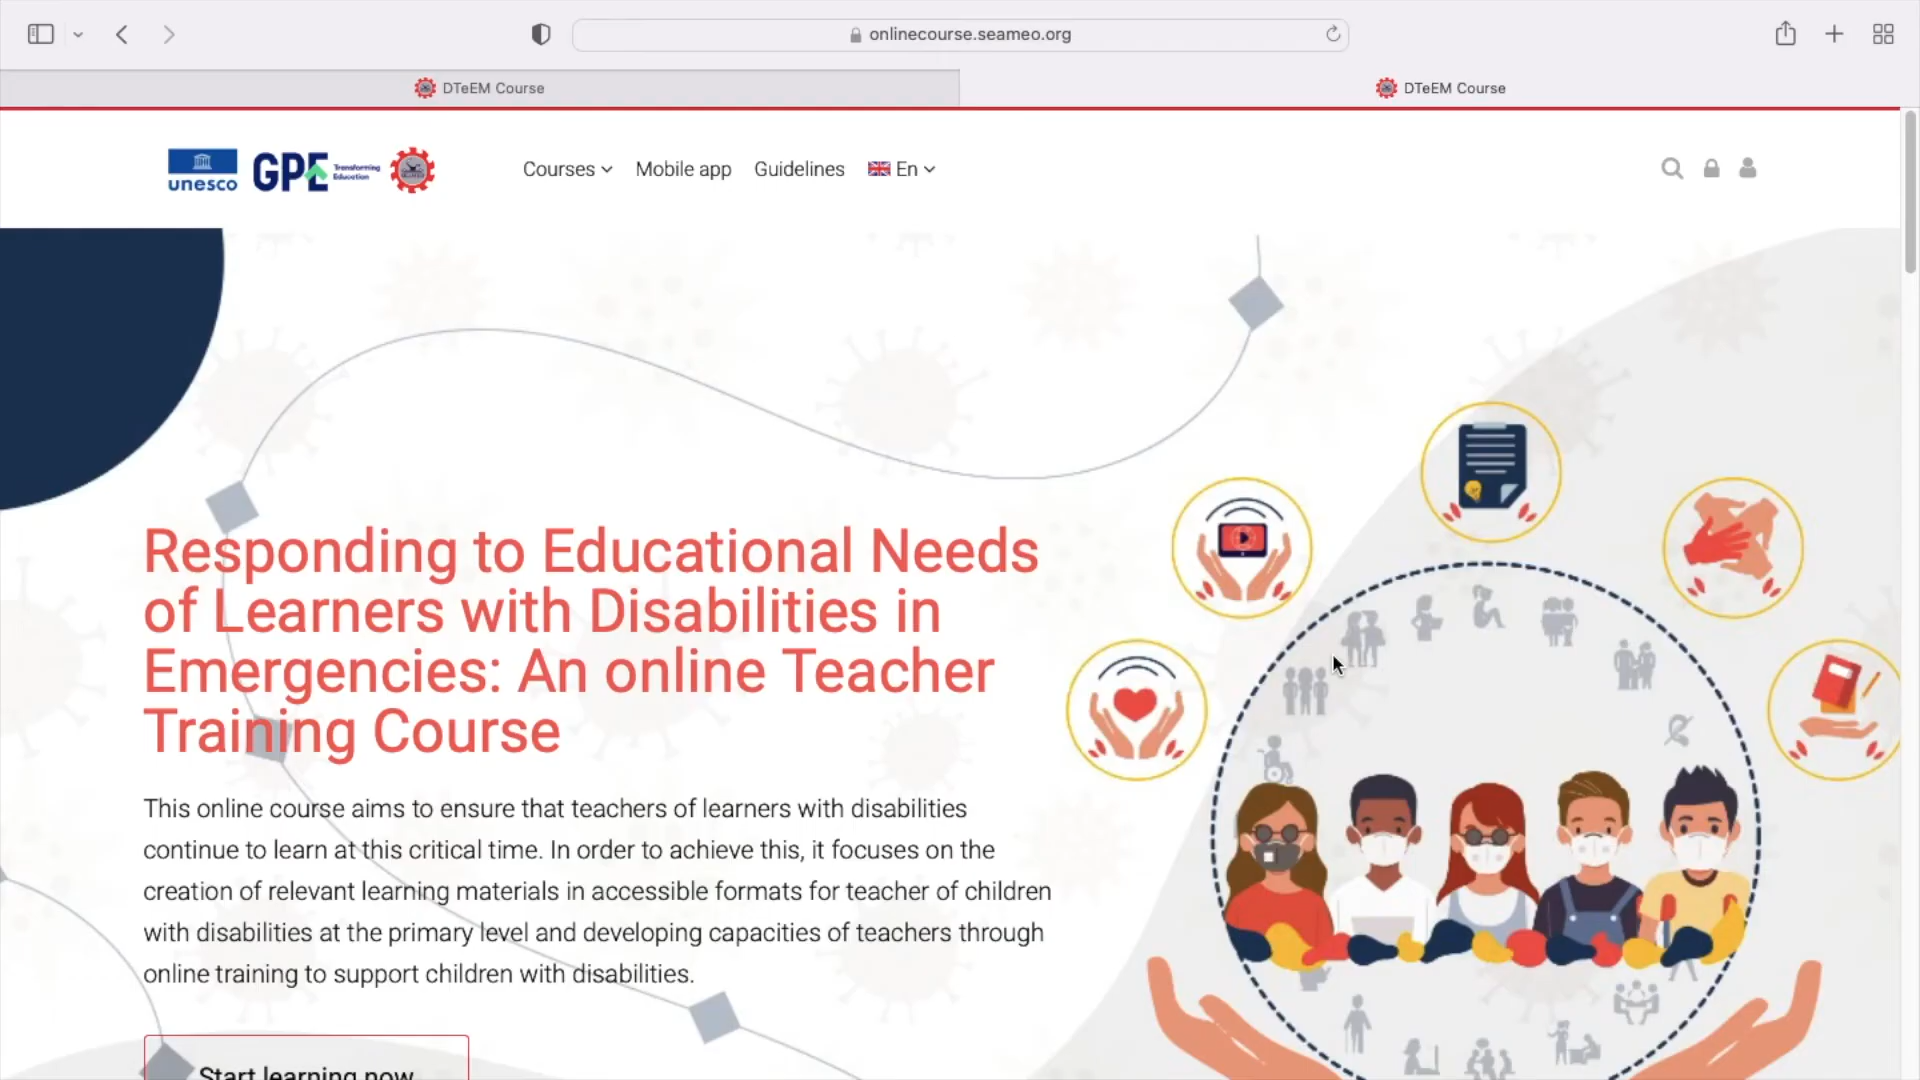 onlinecourse.seameo.org
DTeEM Course
DTeEM Course
unesco
GPE
Transforming
Education
Courses
Mobile app
Guidelines
En
Responding to Educational Needs
of Learners with Disabilities in
Emergencies: An online Teacher
Training Course
This online course aims to ensure that teachers of learners with disabilities
continue to learn at this critical time. In order to achieve this, it focuses on the
creation of relevant learning materials in accessible formats for teacher of children
with disabilities at the primary level and developing capacities of teachers through
online training to support children with disabilities.
Start learning now